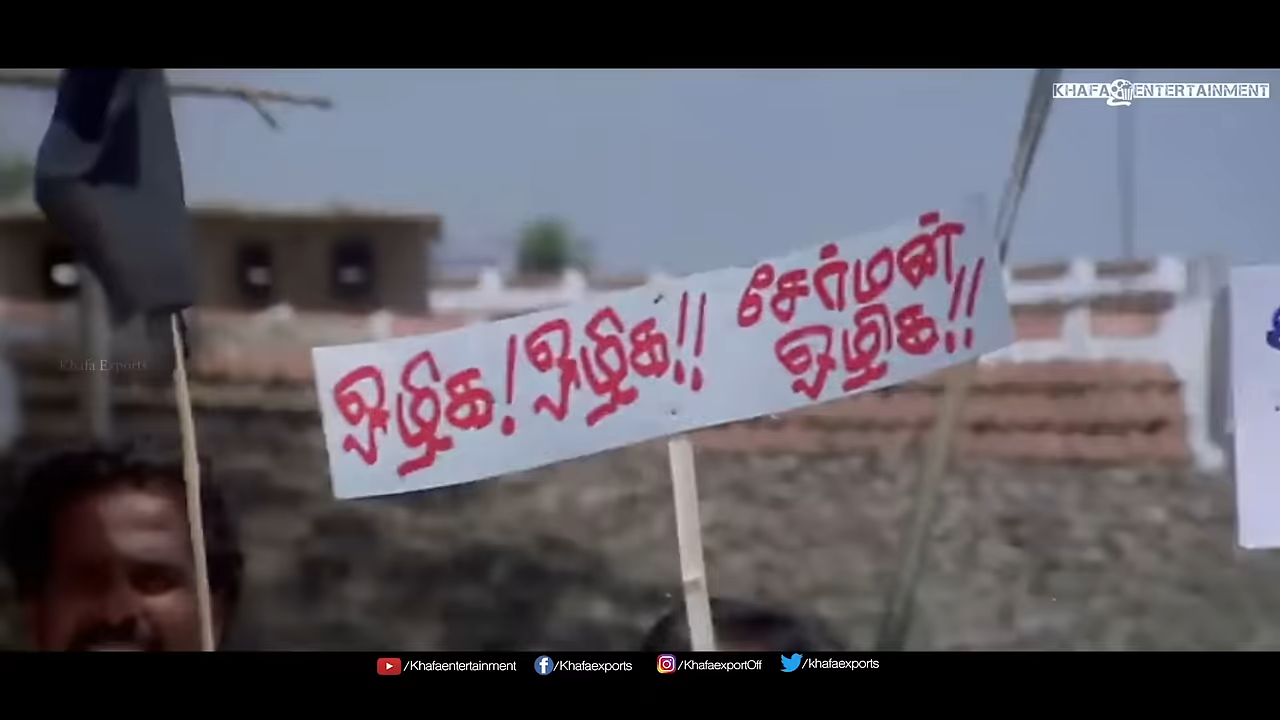 KHAFA ENTERTAINMENT
ஒழிக! ஒழிக!! சேர்மன்
ஒழிக!!
Khafa Exports
/Khafaentertainment /Khafaexports /KhafaexportOff /khafaexports